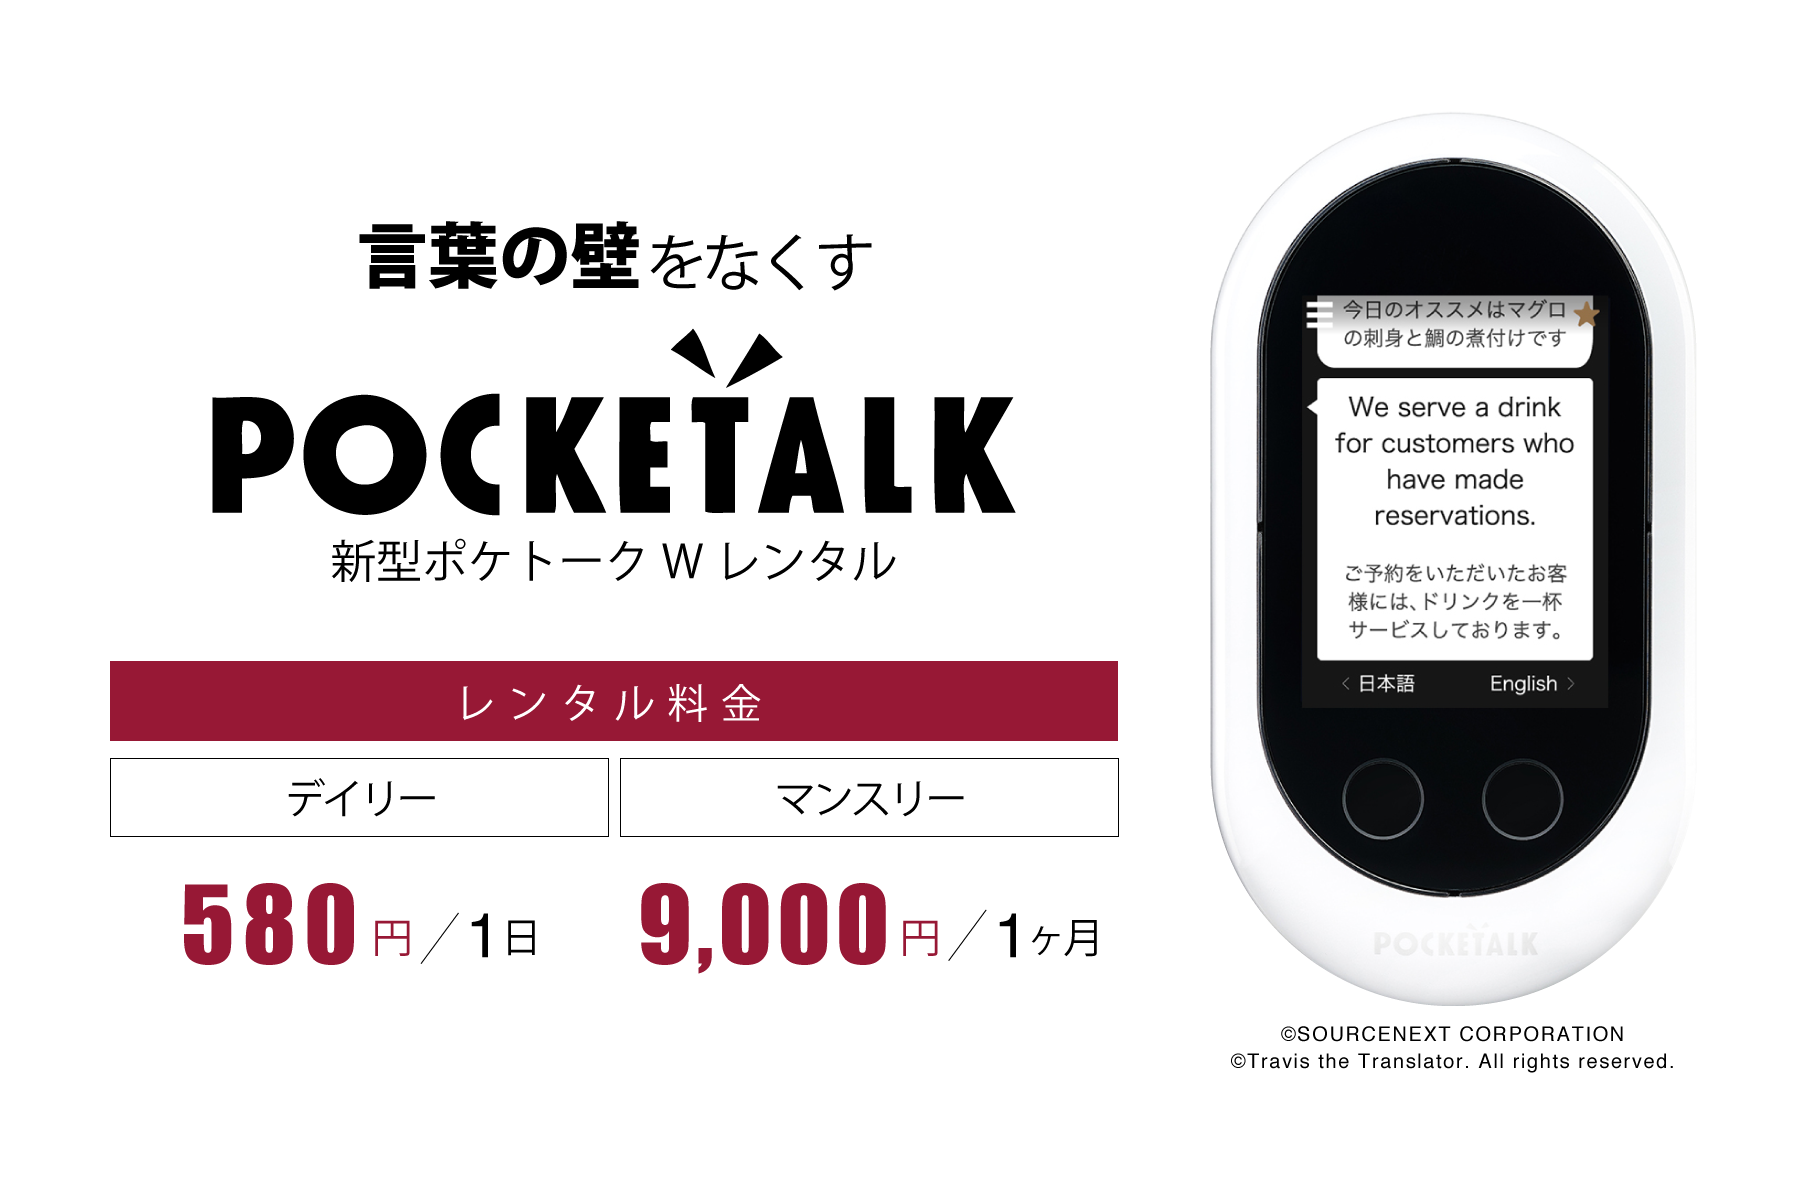 言葉の壁をなくす
POCKETALK
新型ポケトーク W レンタル
レンタル料金
デイリー
マンスリー
580円／1日
9,000円／1ヶ月
今日のオススメはマグロ
の刺身と鯛の煮付けです
We serve a drink
for customers who
have made
reservations.
ご予約をいただいたお客
様には、ドリンクを一杯
サービスしております。
＜ 日本語
English ＞
POCKETALK
©SOURCENEXT CORPORATION
©Travis the Translator. All rights reserved.